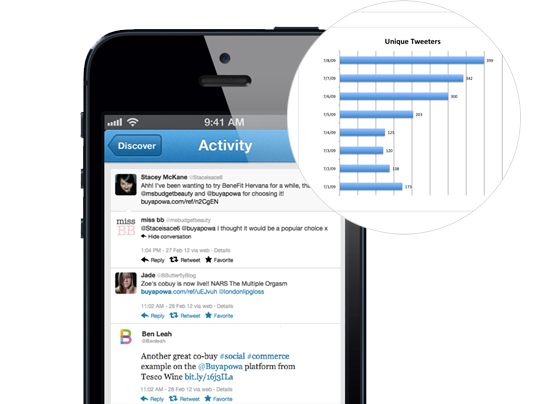 9:41 AM
Discover
Activity
Stacey McKane @Staceisace6
Ahh! I've been wanting to try BeneFit Hervana for a while, tha
@msbudgetbeauty and @buyapowa for choosing it!
buyapowa.com/ref/n2CgEN
miss BB
miss bb @msbudgetbeauty
@Staceisace6 @buyapowa I thought it would be a popular choice x
Hide conversation
1:04 PM - 27 Feb 12 via web · Details
Reply Retweet Favorite
Jade @BButterflyBlog
Zoe's cobuy is now live!! NARS The Multiple Orgasm
buyapowa.com/ref/uEJvuh @londonlipgloss
11:02 AM - 28 Feb 12 via web · Details
Reply Retweet Favorite
B
Ben Leah
@Benleah
Another great co-buy #social #commerce
example on the @Buyapowa platform from
Tesco Wine bit.ly/16j3ILa
11:02 AM - 28 Feb 12 via web · Details
Reply Retweet Favorite
Unique Tweeters
7/8/09 399
7/7/09 342
7/6/09 300
7/5/09 203
7/4/09 125
7/3/09 120
7/2/09 138
7/1/09 173